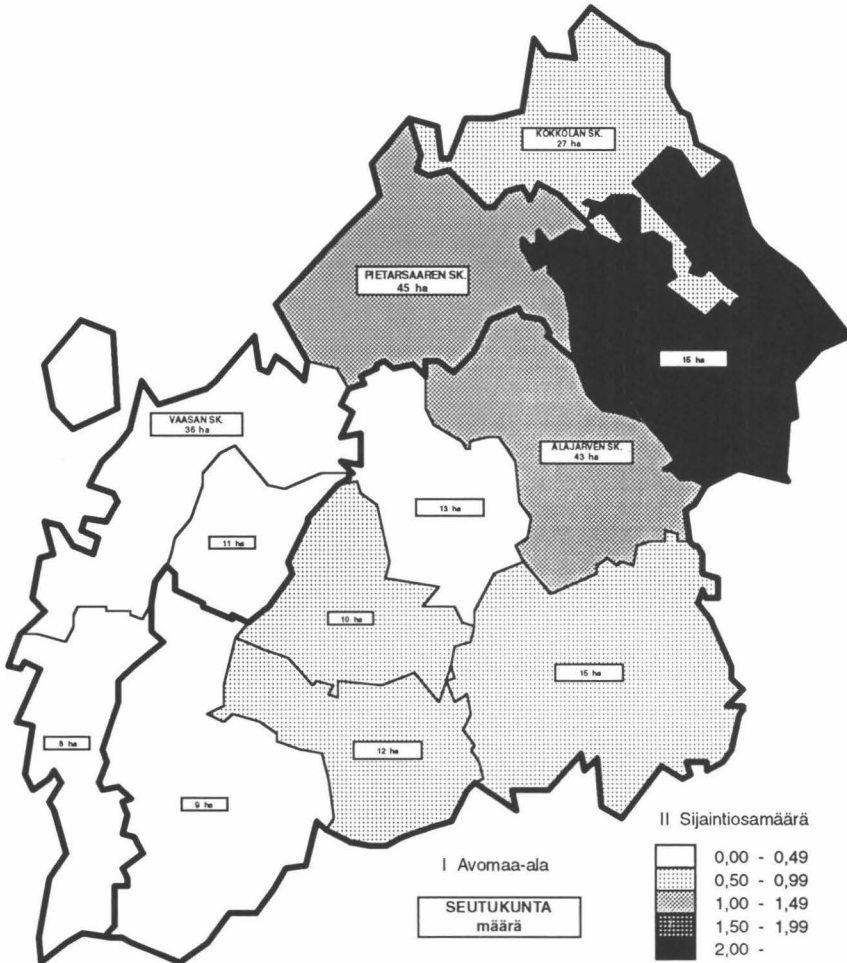 KOKKOLAN SK.
27 ha
PIETARSAAREN SK.
45 ha
15 ha
VAASAN SK.
36 ha
ALAJÄRVEN SK.
43 ha
13 ha
11 ha
10 ha
15 ha
8 ha
12 ha
9 ha
II Sijaintiosamäärä
0,00 - 0,49
0,50 - 0,99
1,00 - 1,49
1,50 - 1,99
2,00 -
I Avomaa-ala
SEUTUKUNTA
määrä